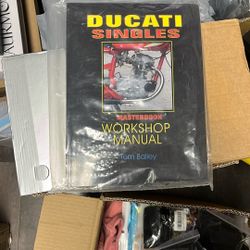 DUCATI
SINGLES
MASTERBOOK
WORKSHOP
MANUAL
Tom Bailey